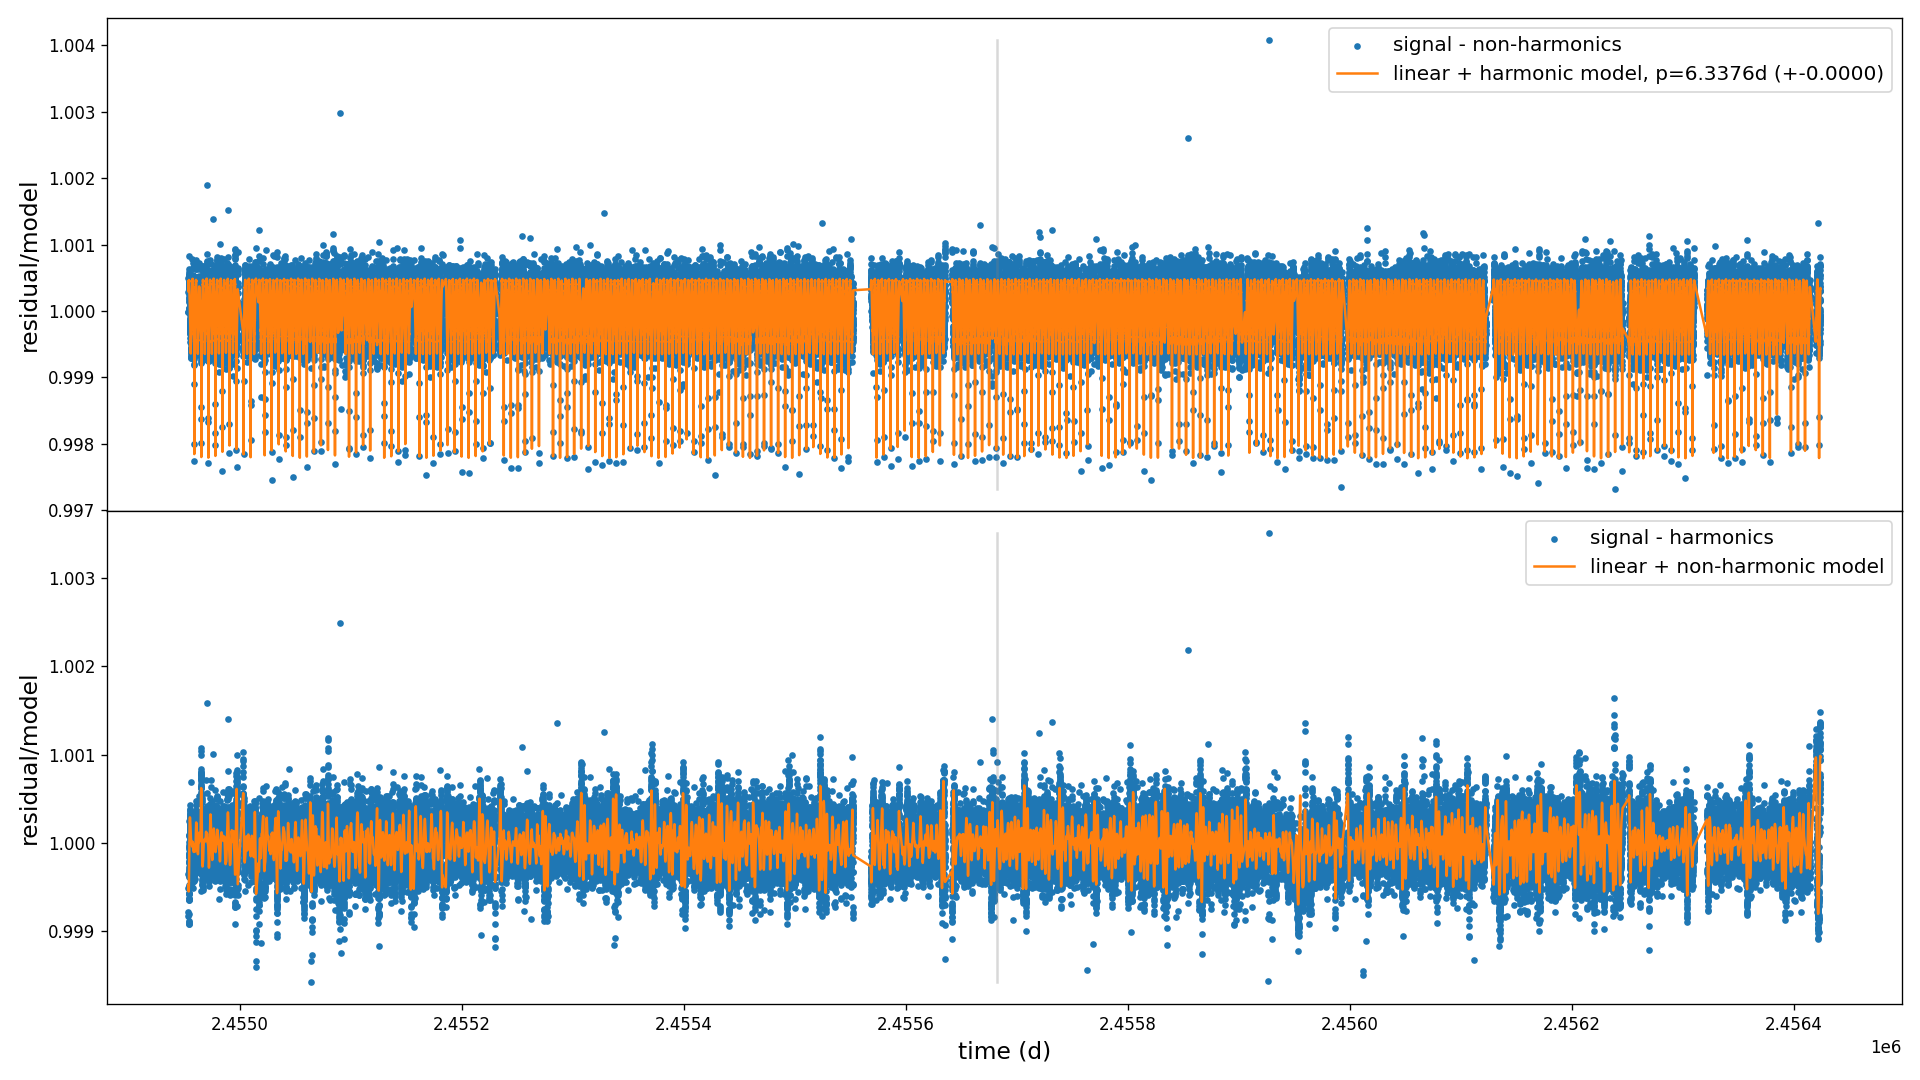 signal - non-harmonics
linear + harmonic model, p=6.3376d (+-0.0000)
1.004
1.003
1.002
1.001
1.000
0.999
0.998
0.997
residual/model
signal - harmonics
linear + non-harmonic model
1.003
1.002
1.001
1.000
0.999
residual/model
2.4550 2.4552 2.4554 2.4556 2.4558 2.4560 2.4562 2.4564
1e6
time (d)